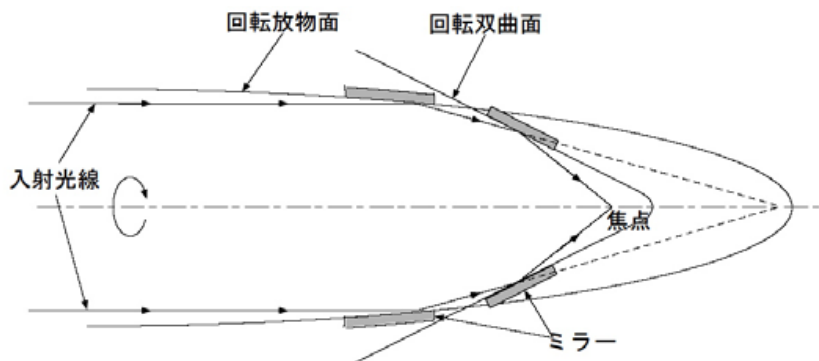 回転放物面
回転双曲面
入射光線
焦点
ミラー